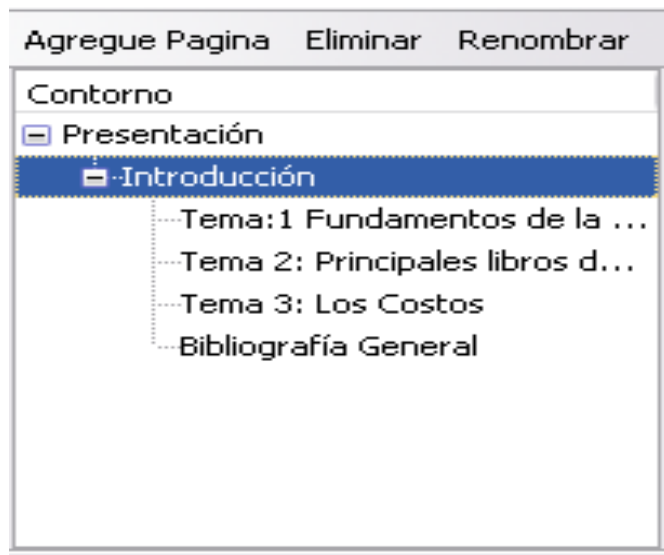 Agregue Pagina Eliminar Renombrar
Contorno
Presentación
Introducción
Tema:1 Fundamentos de la ...
Tema 2: Principales libros d...
Tema 3: Los Costos
Bibliografía General